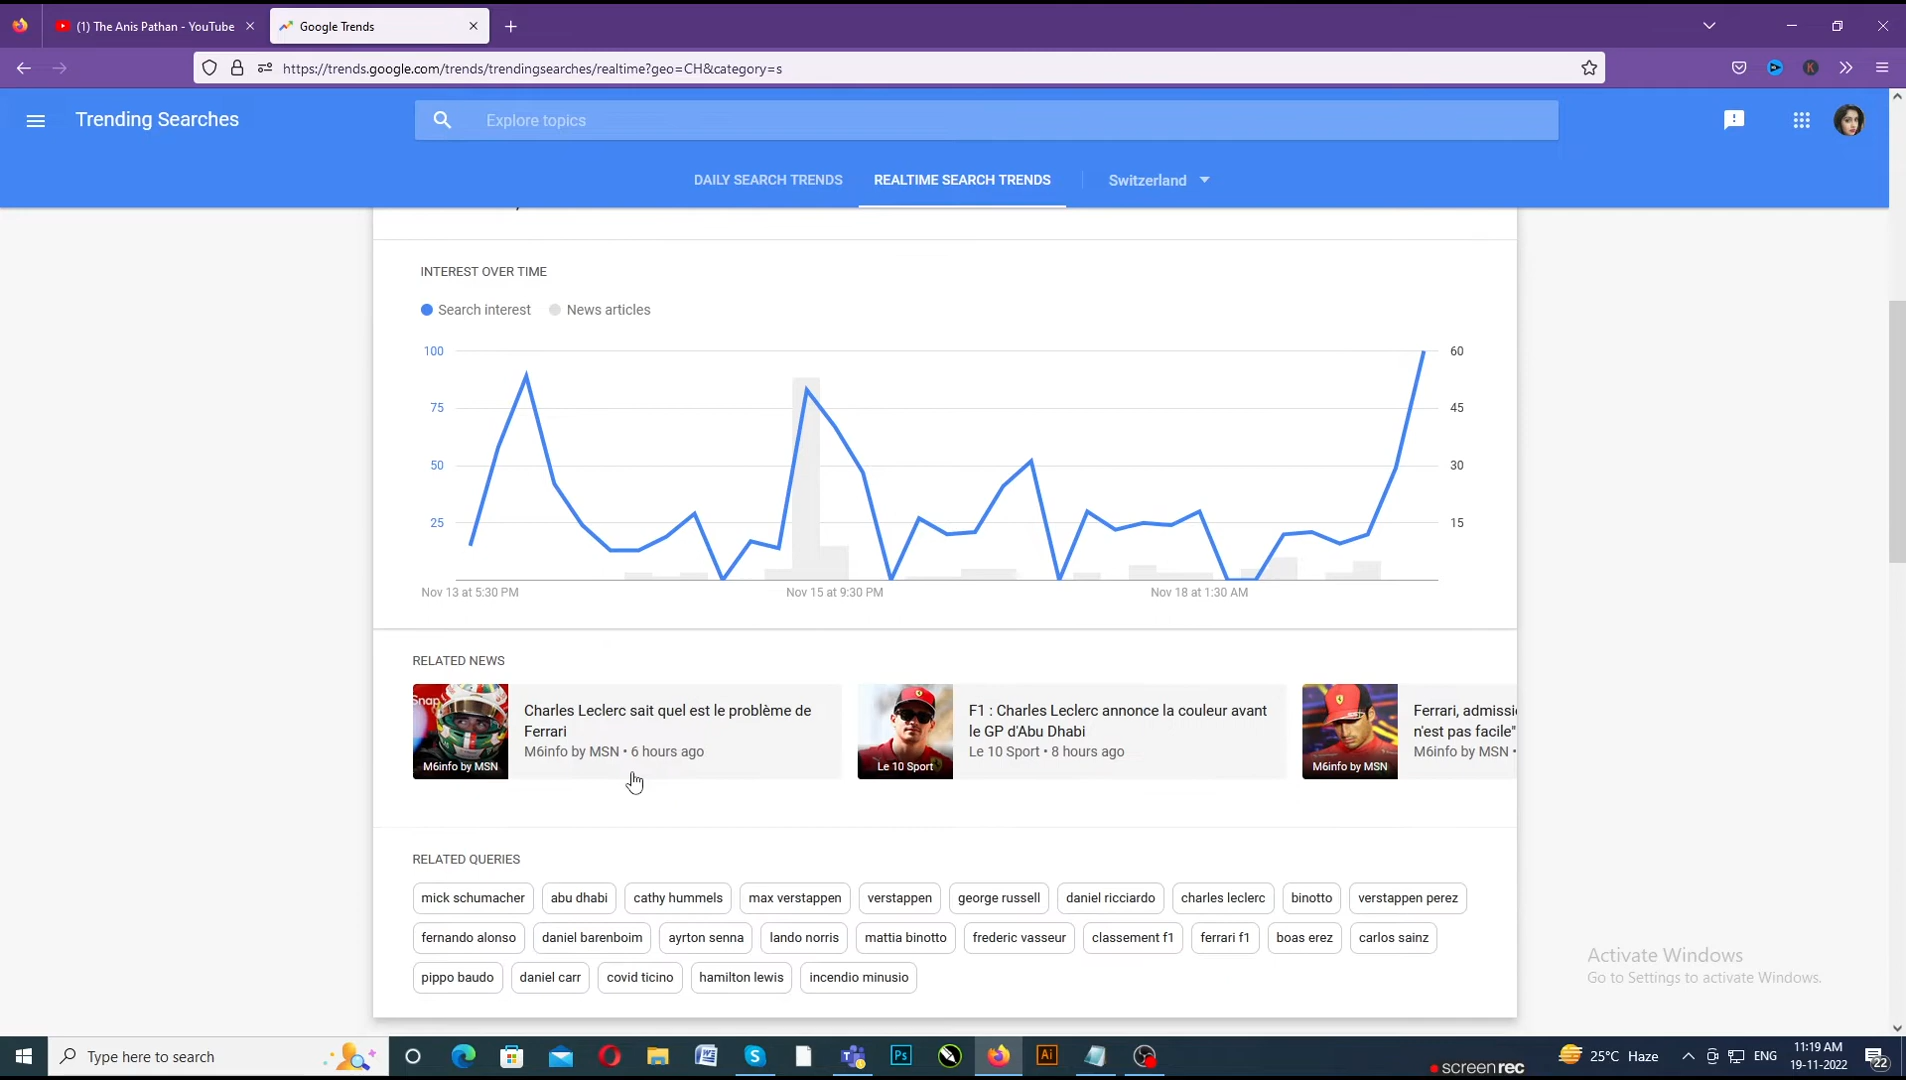 (1) The Anis Pathan - YouTube
Google Trends
https://trends.google.com/trends/trendingsearches/realtime?geo=CH&category=s
K
Trending Searches
Explore topics
DAILY SEARCH TRENDS
REALTIME SEARCH TRENDS
Switzerland
INTEREST OVER TIME
Search interest
News articles
100
75
50
25
60
45
30
15
Nov 13 at 5:30 PM
Nov 15 at 9:30 PM
Nov 18 at 1:30 AM
RELATED NEWS
Snap
M6info by MSN
Charles Leclerc sait quel est le problème de
Ferrari
M6info by MSN • 6 hours ago
Le 10 Sport
F1 : Charles Leclerc annonce la couleur avant
le GP d'Abu Dhabi
Le 10 Sport • 8 hours ago
M6info by MSN
Ferrari, admissi
n'est pas facile"
M6info by MSN •
RELATED QUERIES
mick schumacher abu dhabi cathy hummels max verstappen verstappen george russell daniel ricciardo charles leclerc binotto verstappen perez
fernando alonso daniel barenboim ayrton senna lando norris mattia binotto frederic vasseur classement f1 ferrari f1 boas erez carlos sainz
pippo baudo daniel carr covid ticino hamilton lewis incendio minusio
Activate Windows
Go to Settings to activate Windows.
Type here to search
Ps
Ai
screenrec
25°C Haze
ENG
11:19 AM
19-11-2022
22